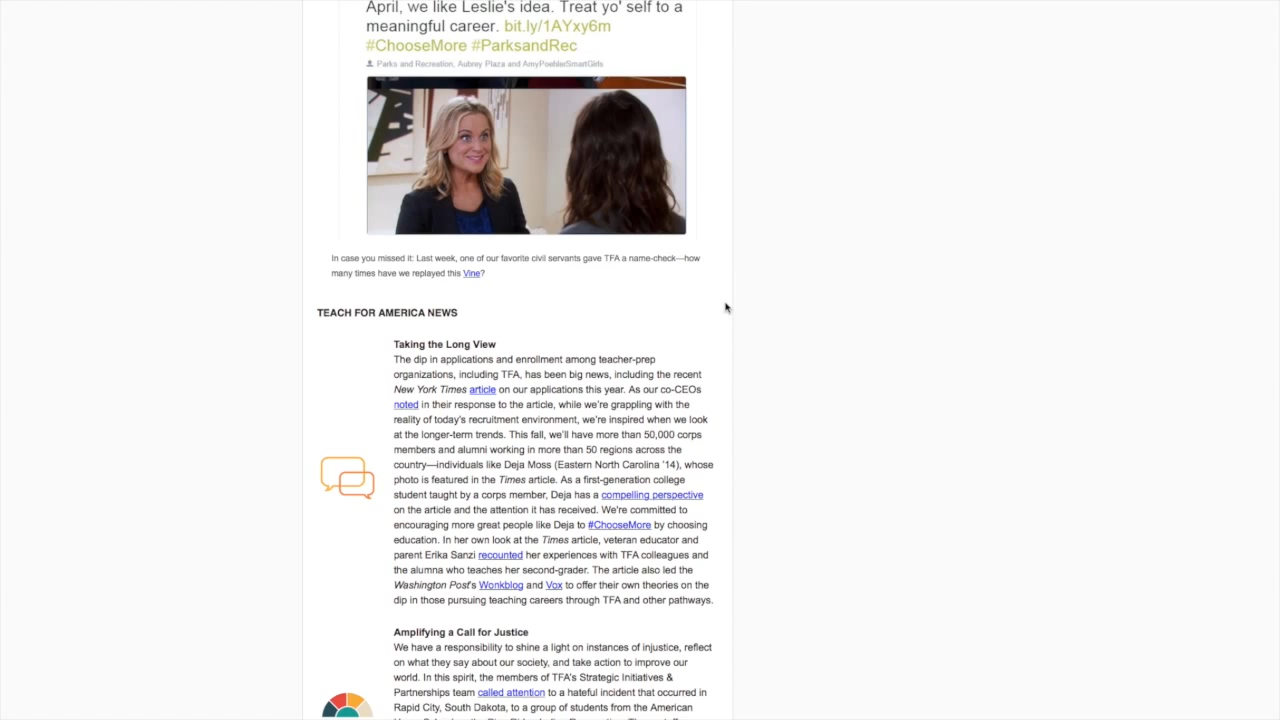 April, we like Leslie's idea. Treat yo' self to a
meaningful career. bit.ly/1AYxy6m
#ChooseMore #ParksandRec
Parks and Recreation, Aubrey Plaza and AmyPoehlerSmartGirls
In case you missed it: Last week, one of our favorite civil servants gave TFA a name-check—how
many times have we replayed this Vine?
TEACH FOR AMERICA NEWS
Taking the Long View
The dip in applications and enrollment among teacher-prep
organizations, including TFA, has been big news, including the recent
New York Times article on our applications this year. As our co-CEOs
noted in their response to the article, while we're grappling with the
reality of today's recruitment environment, we're inspired when we look
at the longer-term trends. This fall, we'll have more than 50,000 corps
members and alumni working in more than 50 regions across the
country—individuals like Deja Moss (Eastern North Carolina '14), whose
photo is featured in the Times article. As a first-generation college
student taught by a corps member, Deja has a compelling perspective
on the article and the attention it has received. We're committed to
encouraging more great people like Deja to #ChooseMore by choosing
education. In her own look at the Times article, veteran educator and
parent Erika Sanzi recounted her experiences with TFA colleagues and
the alumna who teaches her second-grader. The article also led the
Washington Post's Wonkblog and Vox to offer their own theories on the
dip in those pursuing teaching careers through TFA and other pathways.
Amplifying a Call for Justice
We have a responsibility to shine a light on instances of injustice, reflect
on what they say about our society, and take action to improve our
world. In this spirit, the members of TFA's Strategic Initiatives &
Partnerships team called attention to a hateful incident that occurred in
Rapid City, South Dakota, to a group of students from the American